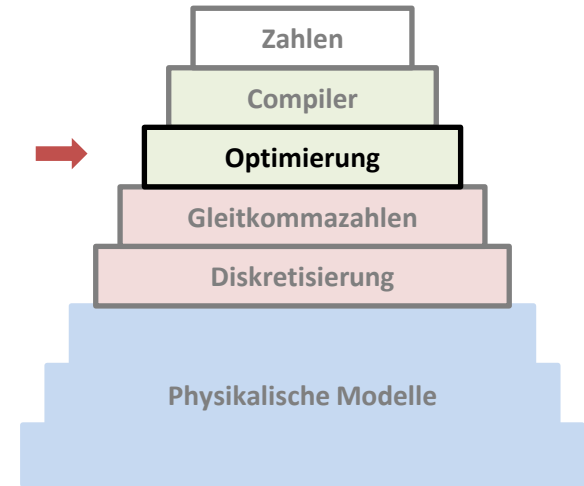 Zahlen
Compiler
Optimierung
Gleitkommazahlen
Diskretisierung
Physikalische Modelle